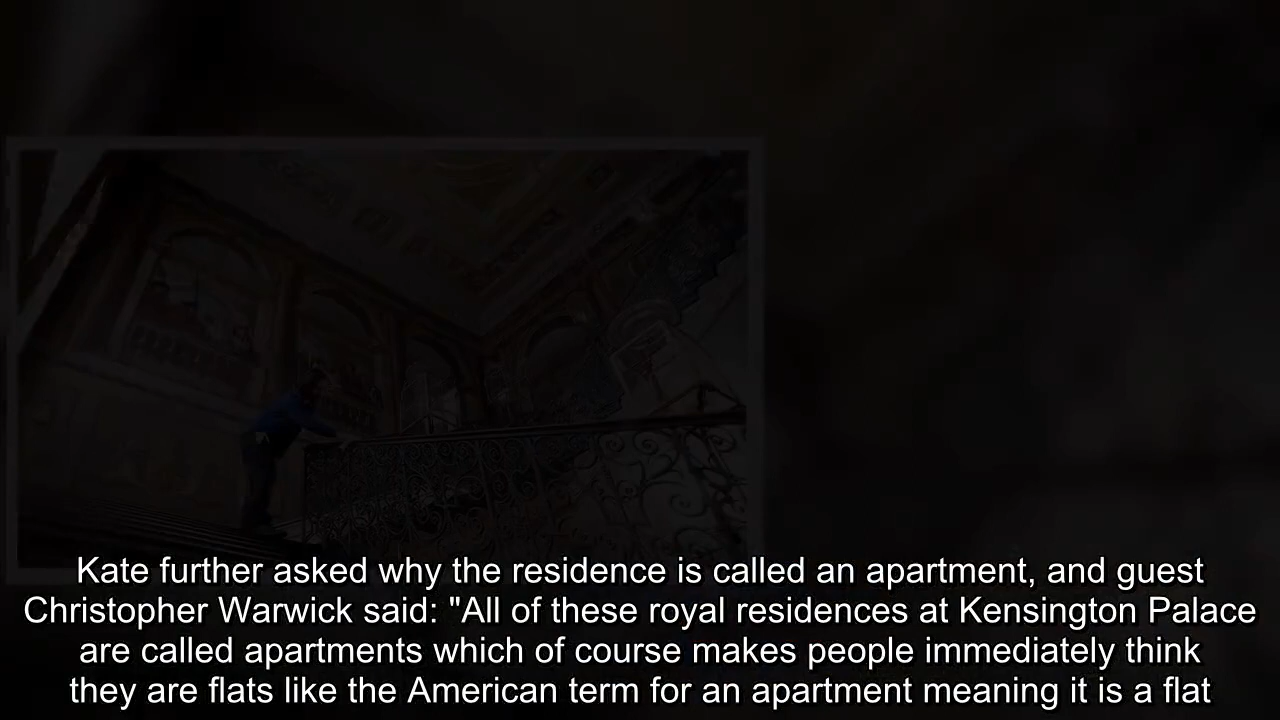 Kate further asked why the residence is called an apartment, and guest
Christopher Warwick said: "All of these royal residences at Kensington Palace
are called apartments which of course makes people immediately think
they are flats like the American term for an apartment meaning it is a flat